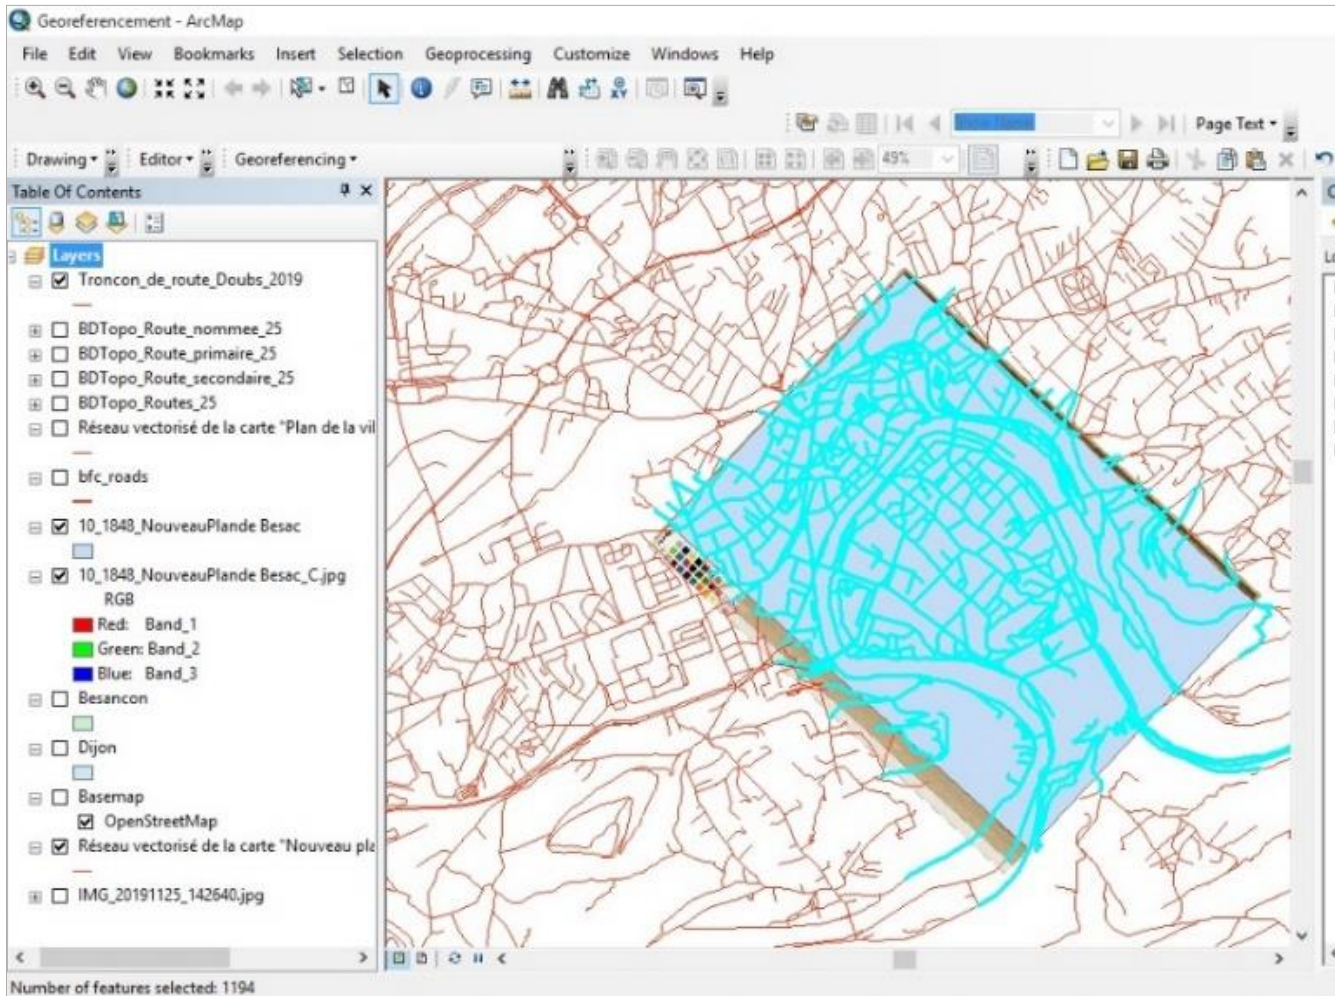 Georeferencement - ArcMap
File Edit View Bookmarks Insert Selection Geoprocessing Customize Windows Help
Page Text
Drawing Editor Georeferencing 49%
Table Of Contents
Layers
Troncon_de_route_Doubs_2019
BDTopo_Route_nommee_25
BDTopo_Route_primaire_25
BDTopo_Route_secondaire_25
BDTopo_Routes_25
Réseau vectorisé de la carte "Plan de la vil
bfc_roads
10_1848_NouveauPlande Besac
10_1848_NouveauPlande Besac_C.jpg
RGB
Red: Band_1
Green: Band_2
Blue: Band_3
Besancon
Dijon
Basemap
OpenStreetMap
Réseau vectorisé de la carte "Nouveau pla
IMG_20191125_142640.jpg
Number of features selected: 1194